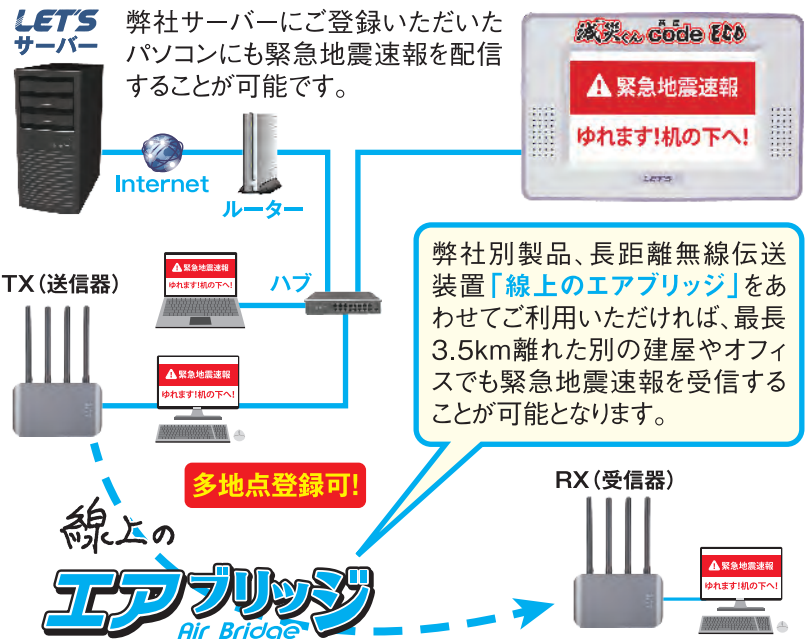 LET'S
サーバー
弊社サーバーにご登録いただいた
パソコンにも緊急地震速報を配信
することが可能です。
減災くん code ECO
緊急地震速報
ゆれます!机の下へ!
LET'S
Internet
ルーター
TX（送信器）
緊急地震速報
ゆれます!机の下へ!
ハブ
緊急地震速報
ゆれます!机の下へ!
弊社別製品、長距離無線伝送
装置「線上のエアブリッジ」をあ
わせてご利用いただければ、最長
3.5km離れた別の建屋やオフィ
スでも緊急地震速報を受信する
ことが可能となります。
多地点登録可!
RX（受信器）
線上の
エアブリッジ
Air Bridge
緊急地震速報
ゆれます!机の下へ!